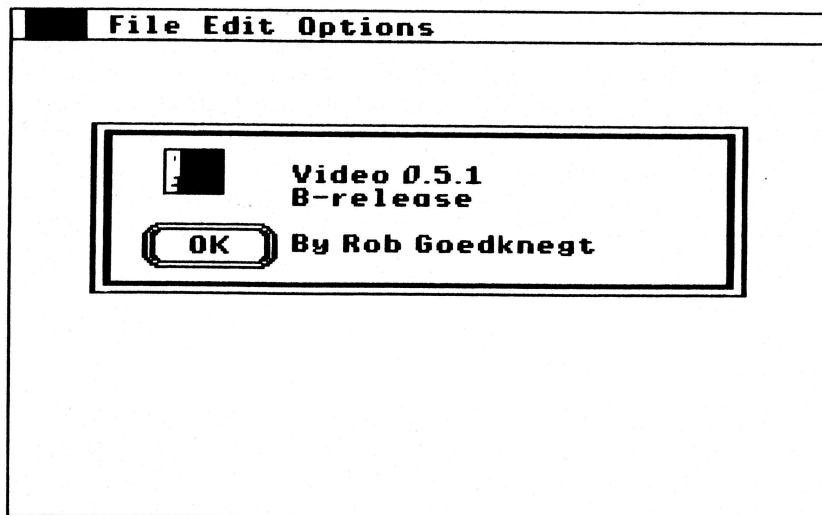 File Edit Options
Video 0.5.1
B-release
OK
By Rob Goedknegt